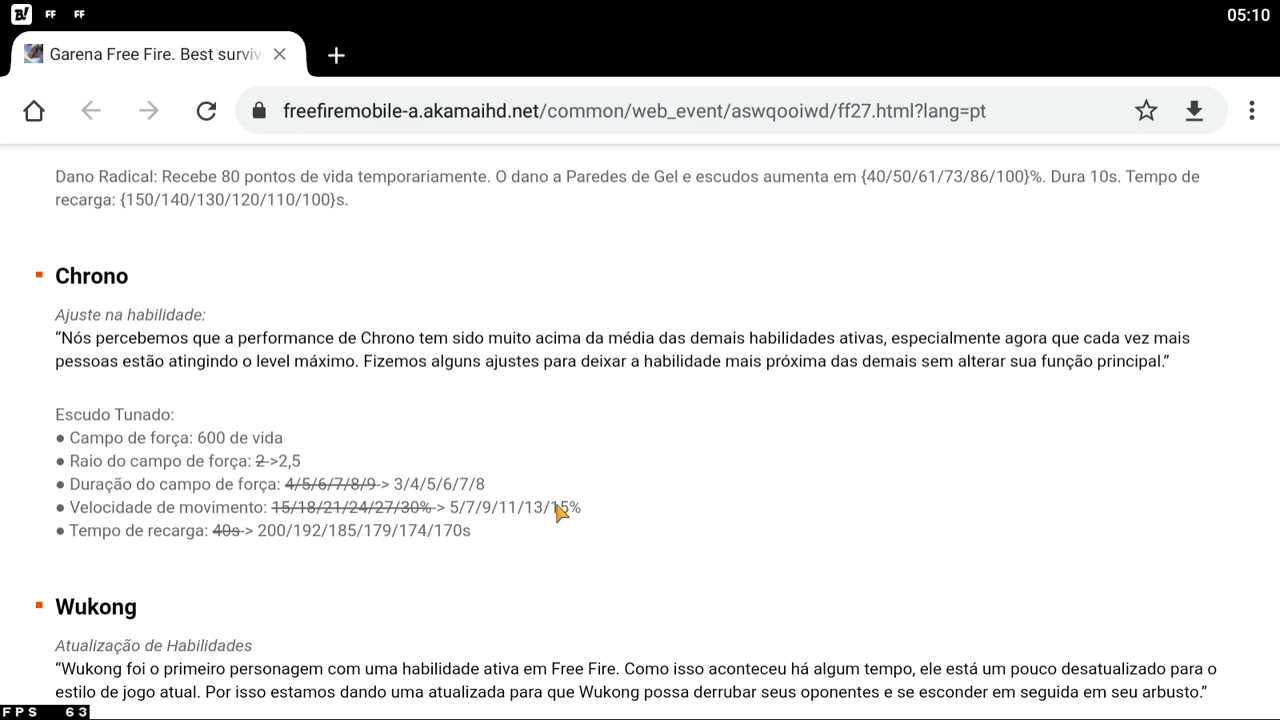 B! FF FF 05:10
Garena Free Fire. Best surviv
freefiremobile-a.akamaihd.net/common/web_event/aswqooiwd/ff27.html?lang=pt
Dano Radical: Recebe 80 pontos de vida temporariamente. O dano a Paredes de Gel e escudos aumenta em {40/50/61/73/86/100}%. Dura 10s. Tempo de
recarga: {150/140/130/120/110/100}s.
Chrono
Ajuste na habilidade:
“Nós percebemos que a performance de Chrono tem sido muito acima da média das demais habilidades ativas, especialmente agora que cada vez mais
pessoas estão atingindo o level máximo. Fizemos alguns ajustes para deixar a habilidade mais próxima das demais sem alterar sua função principal.”
Escudo Tunado:
● Campo de força: 600 de vida
● Raio do campo de força: 2 ->2,5
● Duração do campo de força: 4/5/6/7/8/9 -> 3/4/5/6/7/8
● Velocidade de movimento: 15/18/21/24/27/30% -> 5/7/9/11/13/15%
● Tempo de recarga: 40s -> 200/192/185/179/174/170s
Wukong
Atualização de Habilidades
“Wukong foi o primeiro personagem com uma habilidade ativa em Free Fire. Como isso aconteceu há algum tempo, ele está um pouco desatualizado para o
estilo de jogo atual. Por isso estamos dando uma atualizada para que Wukong possa derrubar seus oponentes e se esconder em seguida em seu arbusto.”
FPS 63